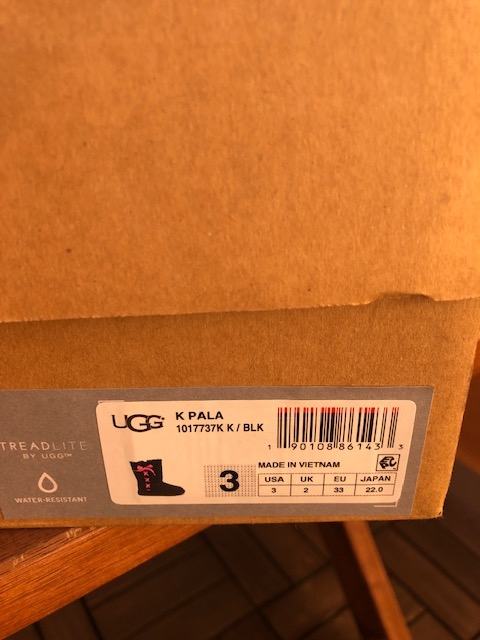 TREADLITE
BY UGG™
WATER-RESISTANT
UGG
K PALA
1017737K K / BLK
1 90108 86143 3
MADE IN VIETNAM
3
USA UK EU JAPAN
3 2 33 22.0